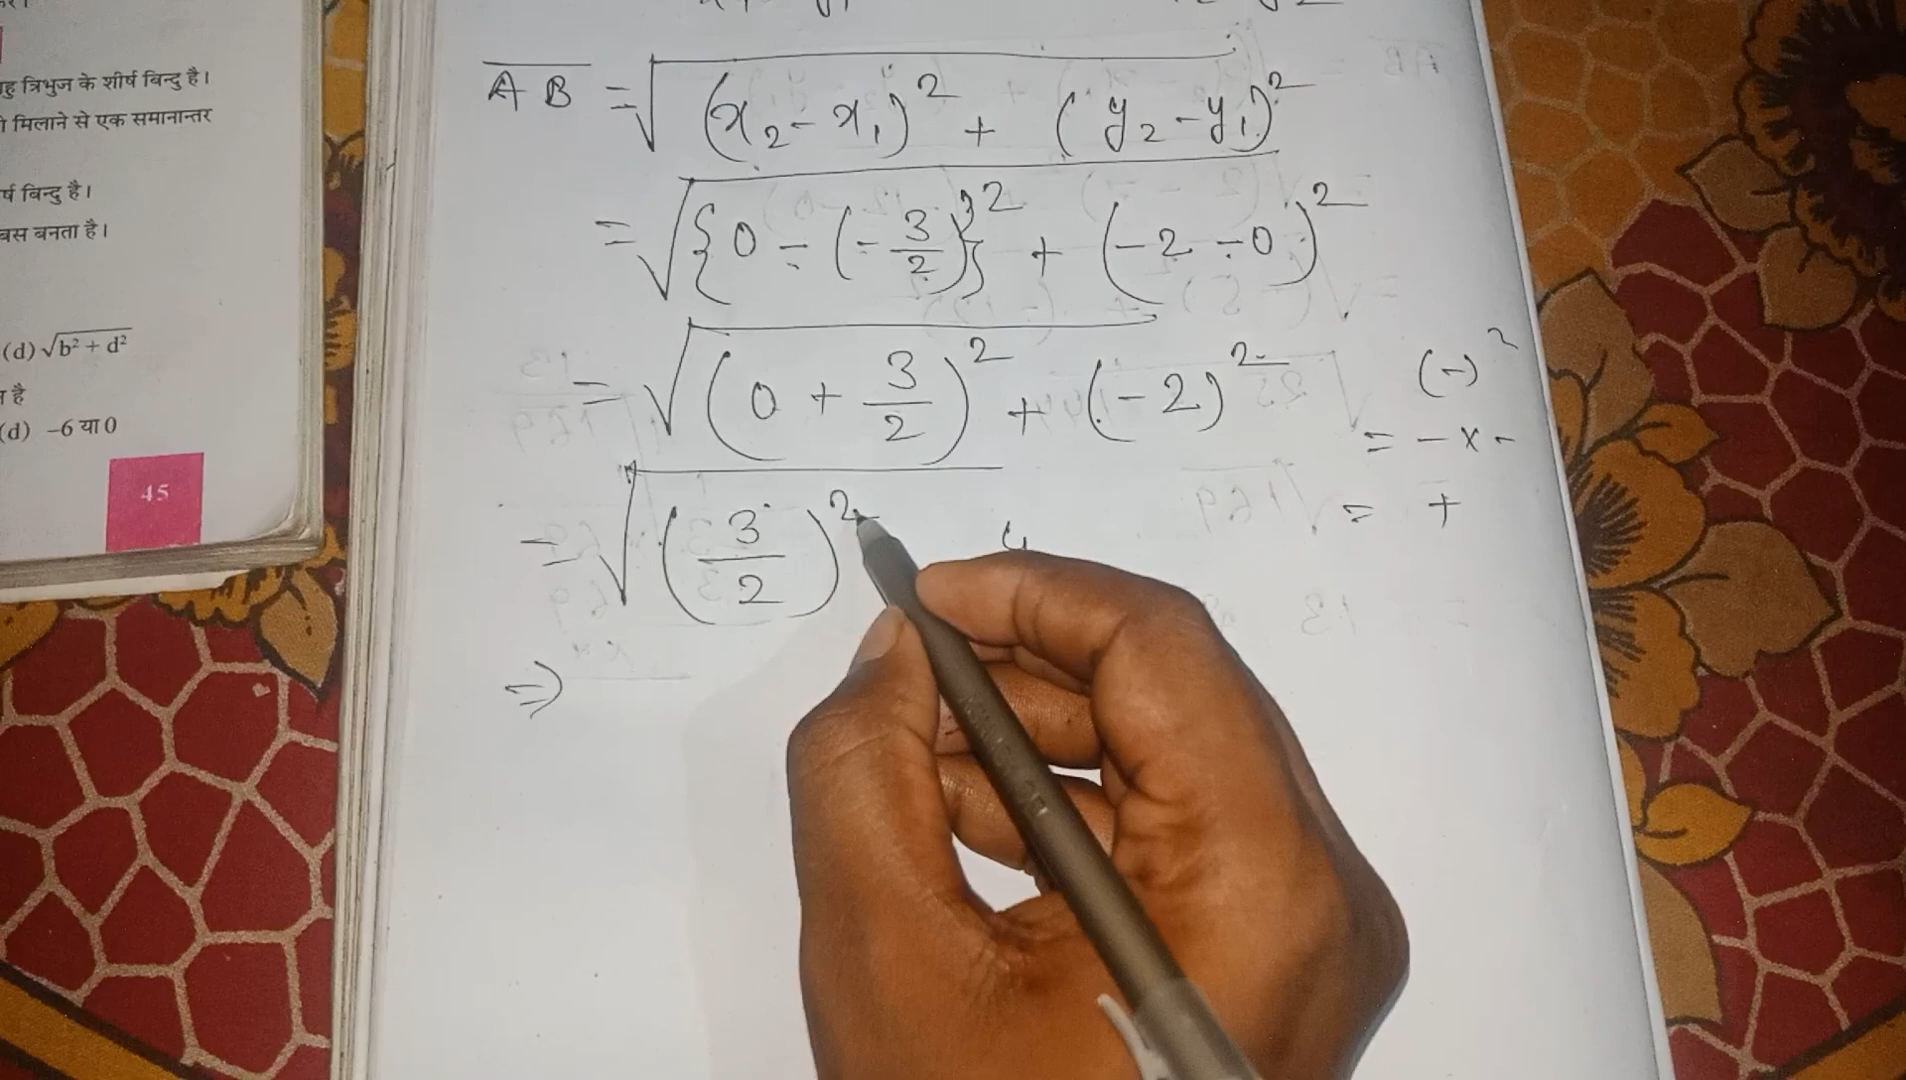 हु त्रिभुज के शीर्ष बिन्दु है।
मिलाने से एक समानान्तर
बिन्दु है।
बनता है।
(d) √b² + d²
है
(d) -6 या 0
45
AB = √(x₂ - x₁)² + (y₂ - y₁)²
= √{0 - (-3/2)}² + (-2 - 0)²
= √(0 + 3/2)² + (-2)²
= √(3/2)² 4
⇒
(-)²
= - x -
= +